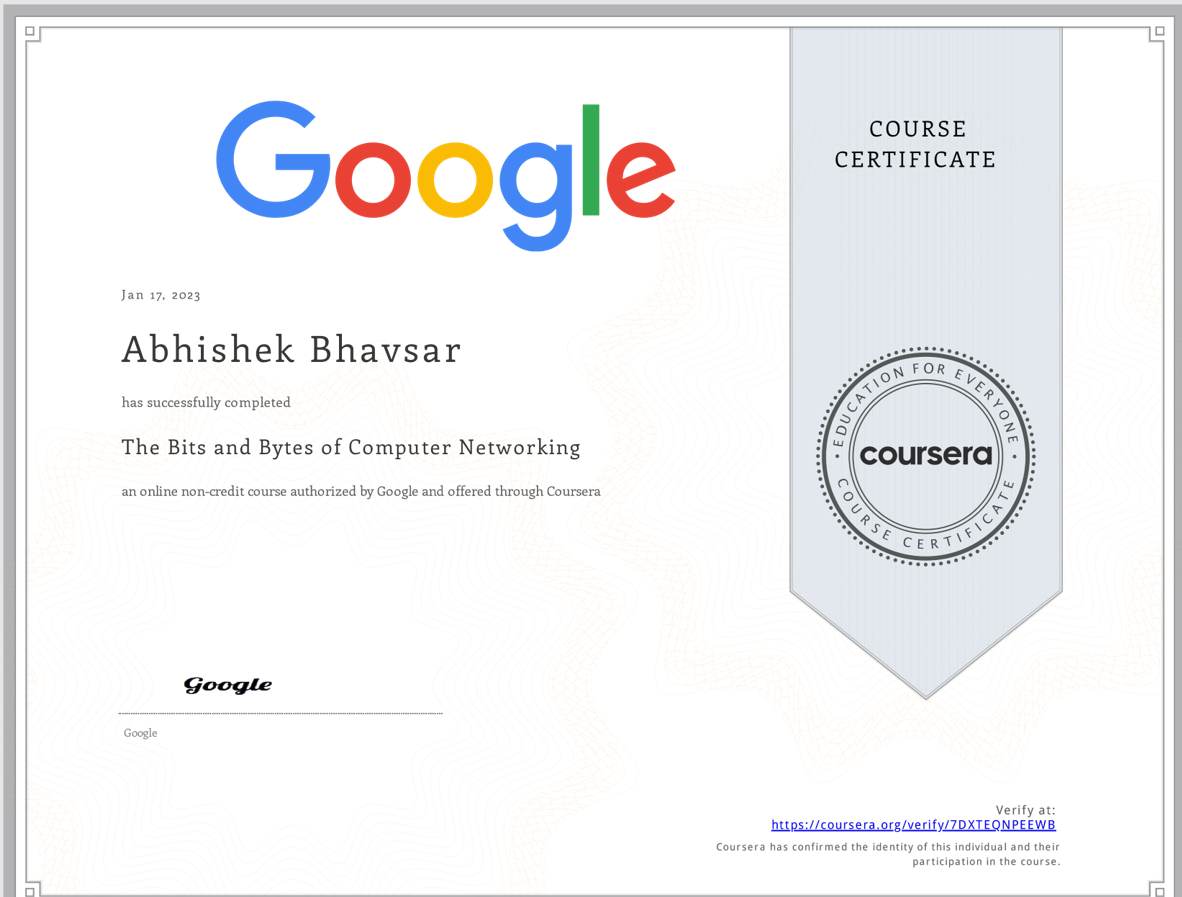 Google
COURSE
CERTIFICATE
Jan 17, 2023
Abhishek Bhavsar
has successfully completed
The Bits and Bytes of Computer Networking
an online non-credit course authorized by Google and offered through Coursera
EDUCATION FOR EVERYONE
coursera
COURSE CERTIFICATE
Google
Google
Verify at:
https://coursera.org/verify/7DXTEQNPEEWB
Coursera has confirmed the identity of this individual and their
participation in the course.